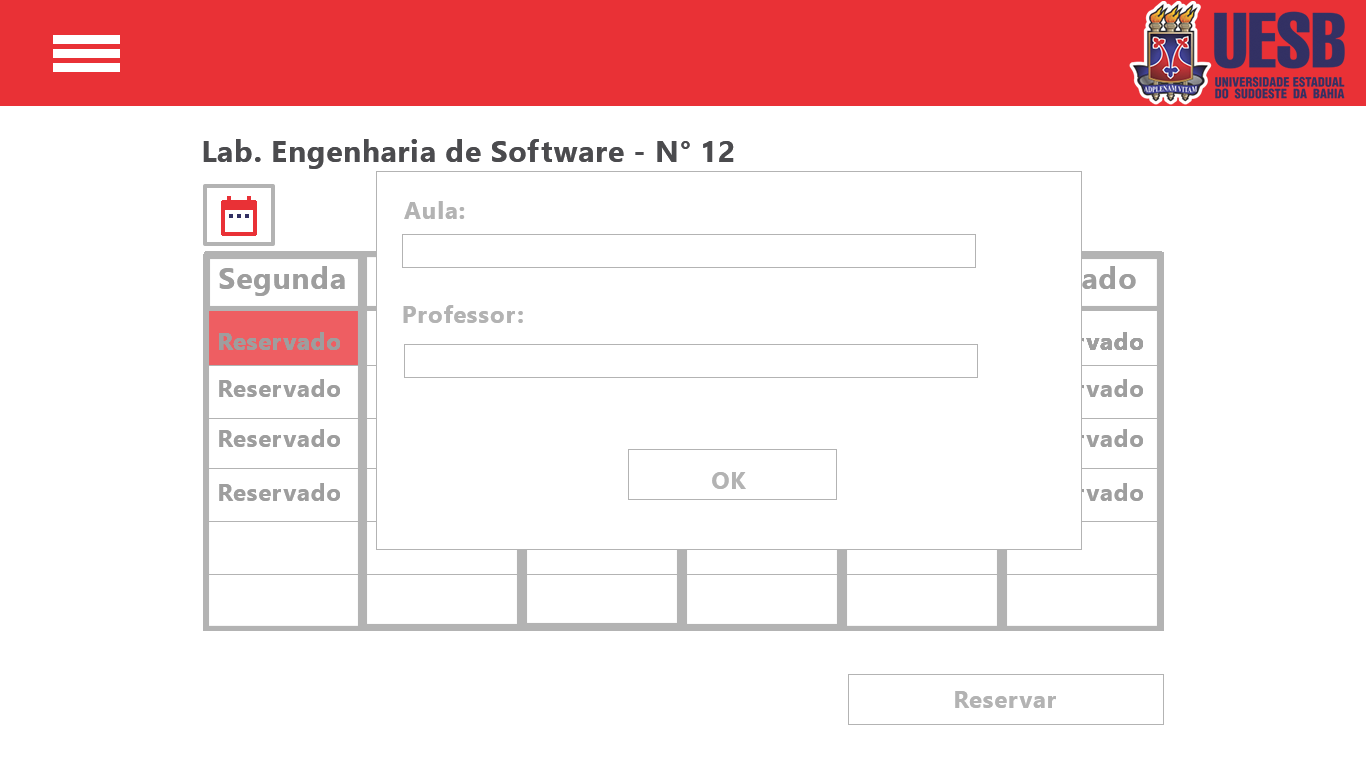 ADPLENAM VITAM
UESB
UNIVERSIDADE ESTADUAL
DO SUDOESTE DA BAHIA
Lab. Engenharia de Software - N° 12
Aula:
Segunda
ado
Professor:
Reservado
rvado
Reservado
rvado
Reservado
rvado
OK
Reservado
rvado
Reservar